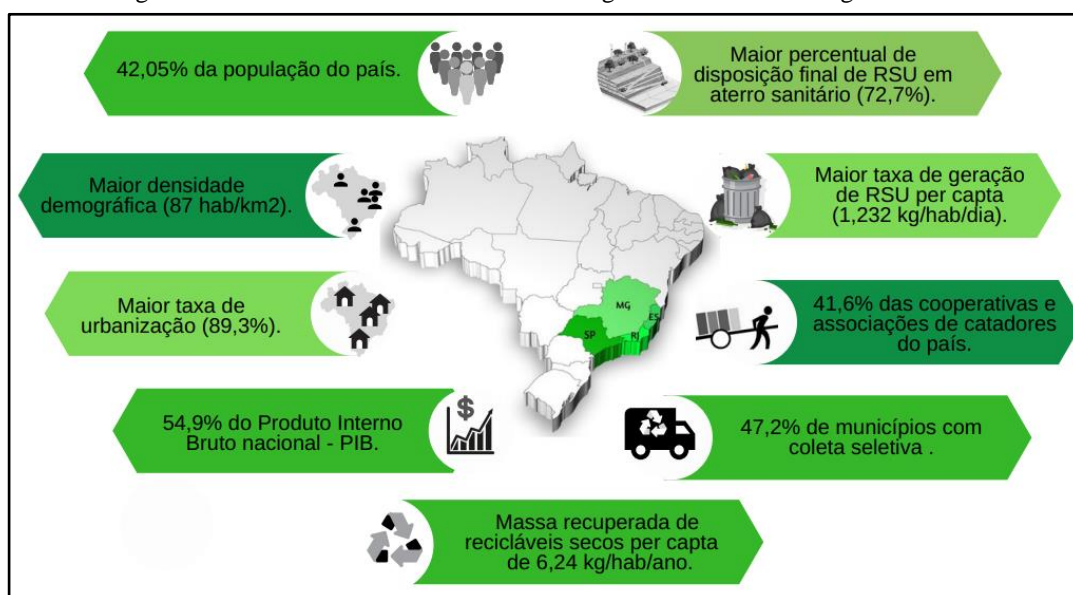 42,05% da população do país.
Maior percentual de
disposição final de RSU em
aterro sanitário (72,7%).
Maior densidade
demográfica (87 hab/km2).
Maior taxa de geração
de RSU per capta
(1,232 kg/hab/dia).
Maior taxa de
urbanização (89,3%).
MG
ES
SP
RJ
41,6% das cooperativas e
associações de catadores
do país.
54,9% do Produto Interno
Bruto nacional - PIB.
$
47,2% de municípios com
coleta seletiva .
Massa recuperada de
recicláveis secos per capta
de 6,24 kg/hab/ano.